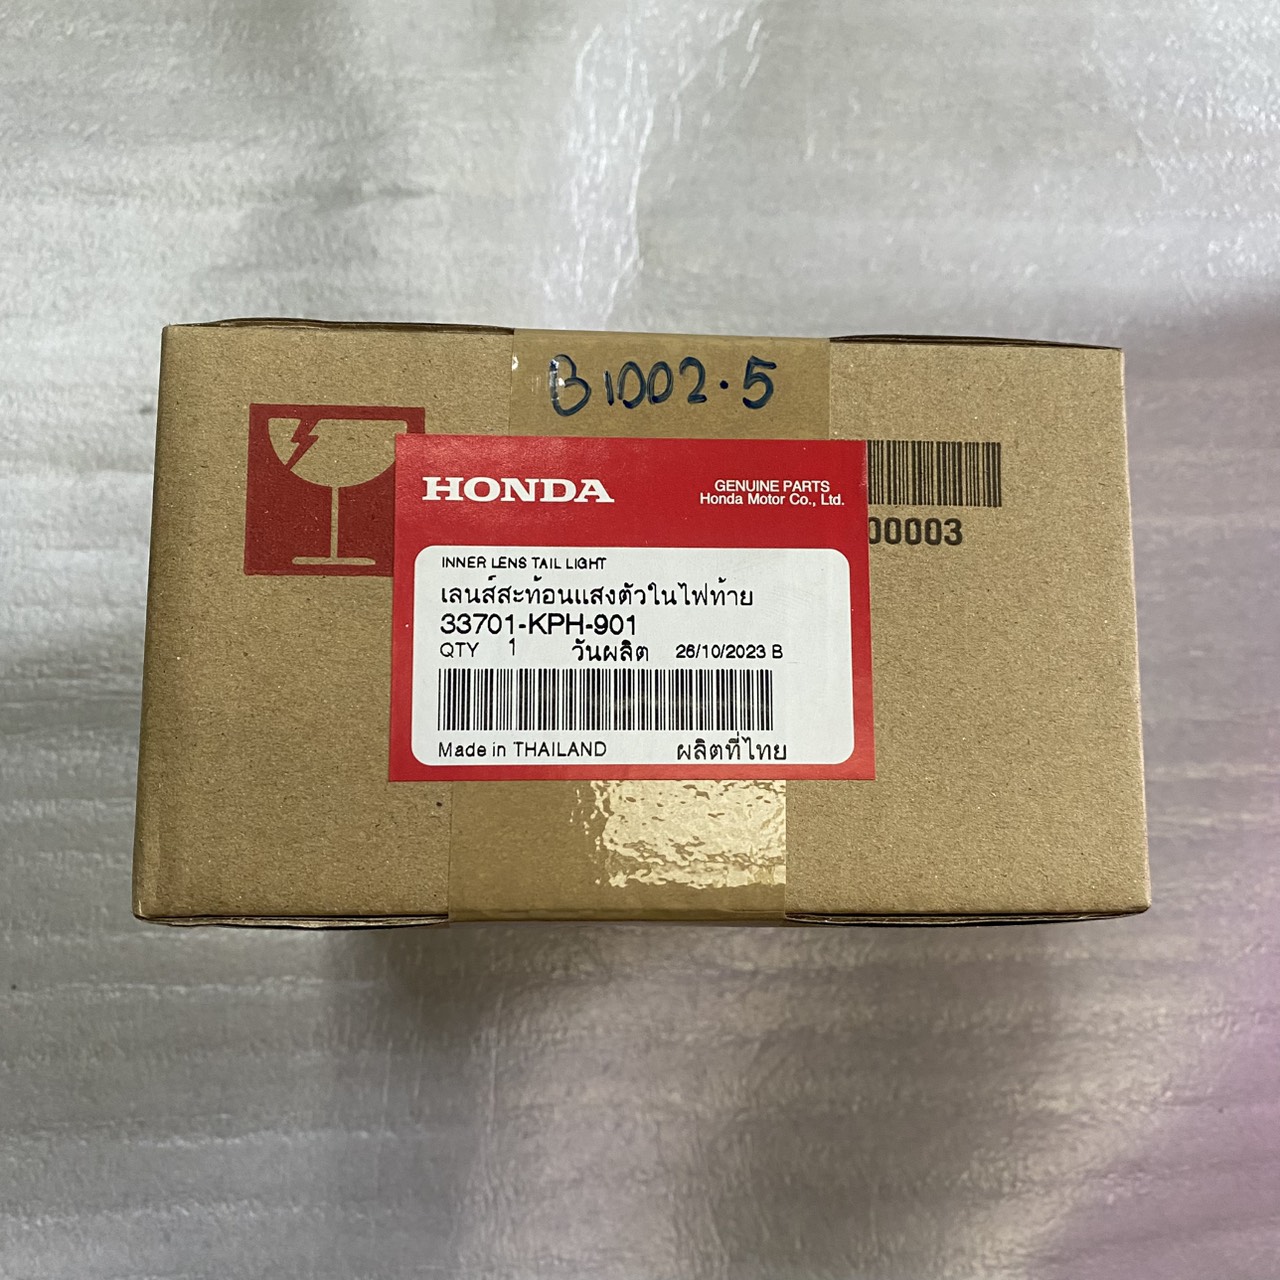 B1002.5
HONDA
GENUINE PARTS
Honda Motor Co., Ltd.
00003
INNER LENS TAIL LIGHT
เลนส์สะท้อนแสงตัวในไฟท้าย
33701-KPH-901
QTY 1 วันผลิต 26/10/2023 B
Made in THAILAND ผลิตที่ไทย